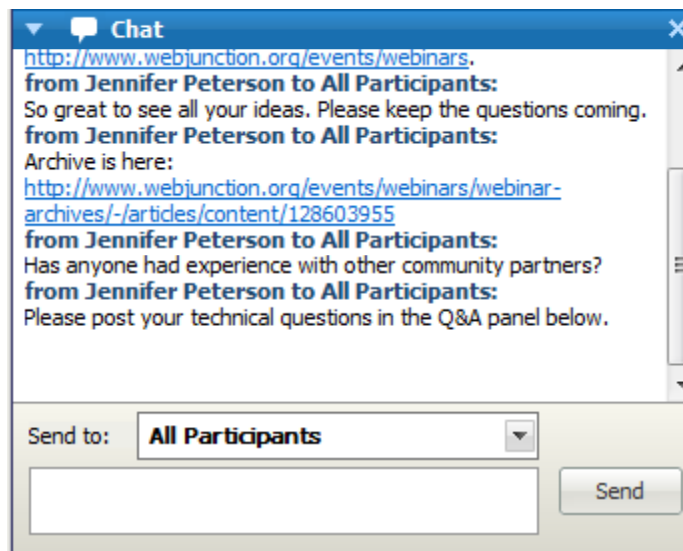 Chat
http://www.webjunction.org/events/webinars.
from Jennifer Peterson to All Participants:
So great to see all your ideas. Please keep the questions coming.
from Jennifer Peterson to All Participants:
Archive is here:
http://www.webjunction.org/events/webinars/webinar-
archives/-/articles/content/128603955
from Jennifer Peterson to All Participants:
Has anyone had experience with other community partners?
from Jennifer Peterson to All Participants:
Please post your technical questions in the Q&A panel below.
Send to: All Participants
Send